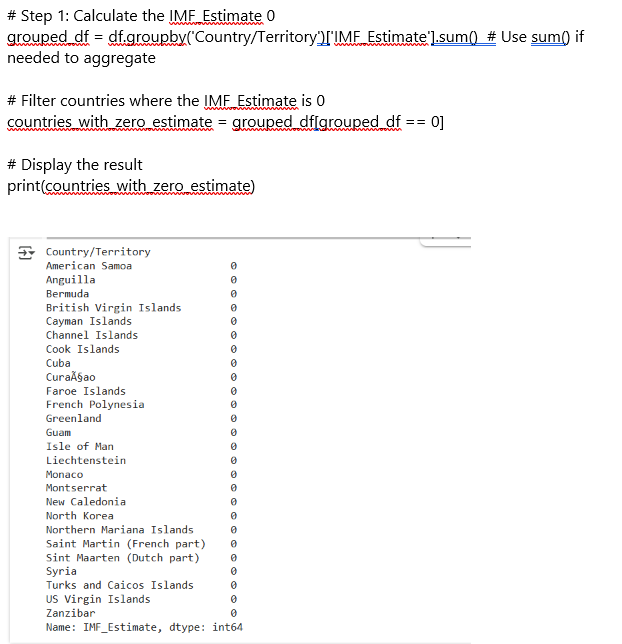 # Step 1: Calculate the IMF_Estimate 0
grouped_df = df.groupby('Country/Territory')['IMF_Estimate'].sum()  # Use sum() if
needed to aggregate
# Filter countries where the IMF_Estimate is 0
countries_with_zero_estimate = grouped_df[grouped_df == 0]
# Display the result
print(countries_with_zero_estimate)
Country/Territory
American Samoa 0
Anguilla 0
Bermuda 0
British Virgin Islands 0
Cayman Islands 0
Channel Islands 0
Cook Islands 0
Cuba 0
CuraÃ§ao 0
Faroe Islands 0
French Polynesia 0
Greenland 0
Guam 0
Isle of Man 0
Liechtenstein 0
Monaco 0
Montserrat 0
New Caledonia 0
North Korea 0
Northern Mariana Islands 0
Saint Martin (French part) 0
Sint Maarten (Dutch part) 0
Syria 0
Turks and Caicos Islands 0
US Virgin Islands 0
Zanzibar 0
Name: IMF_Estimate, dtype: int64